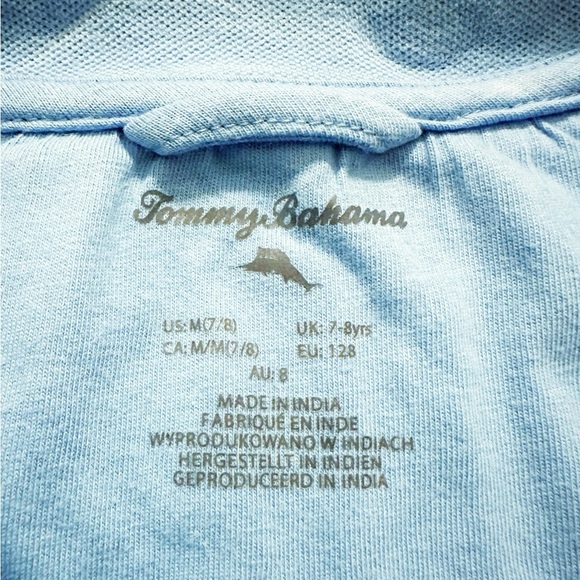 Tommy Bahama
US: M(7/8) UK: 7-8yrs
CA: M/M(7/8) EU: 128
AU: 8
MADE IN INDIA
FABRIQUÉ EN INDE
WYPRODUKOWANO W INDIACH
HERGESTELLT IN INDIEN
GEPRODUCEERD IN INDIA